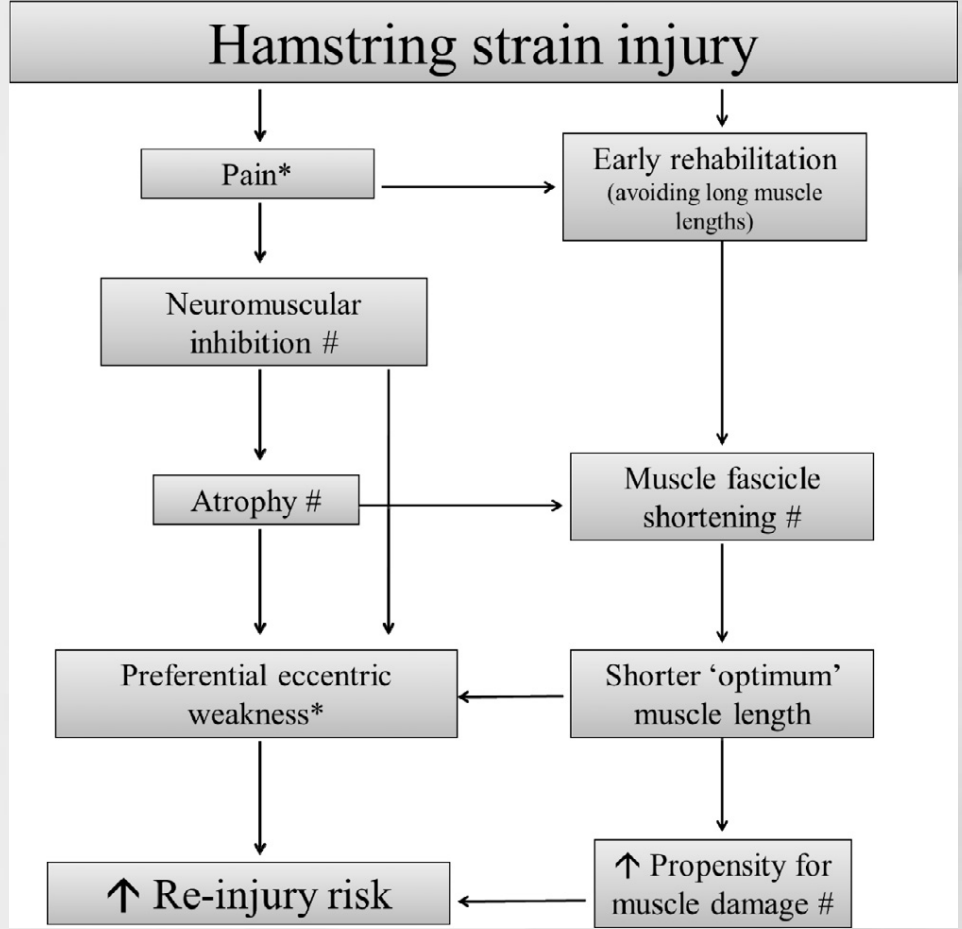 Hamstring strain injury
Pain*
Early rehabilitation
(avoiding long muscle
lengths)
Neuromuscular
inhibition #
Atrophy #
Muscle fascicle
shortening #
Preferential eccentric
weakness*
Shorter ‘optimum’
muscle length
↑ Re-injury risk
↑ Propensity for
muscle damage #